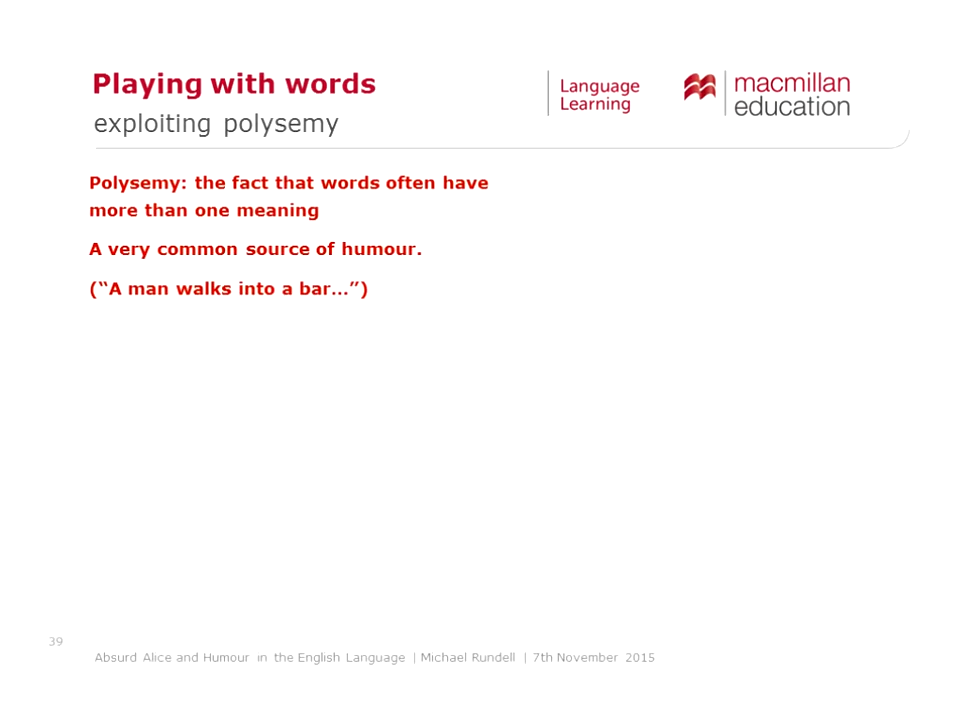 Playing with words
exploiting polysemy
Language
Learning
macmillan
education
Polysemy: the fact that words often have
more than one meaning
A very common source of humour.
(“A man walks into a bar…”)
39
Absurd Alice and Humour in the English Language | Michael Rundell | 7th November 2015